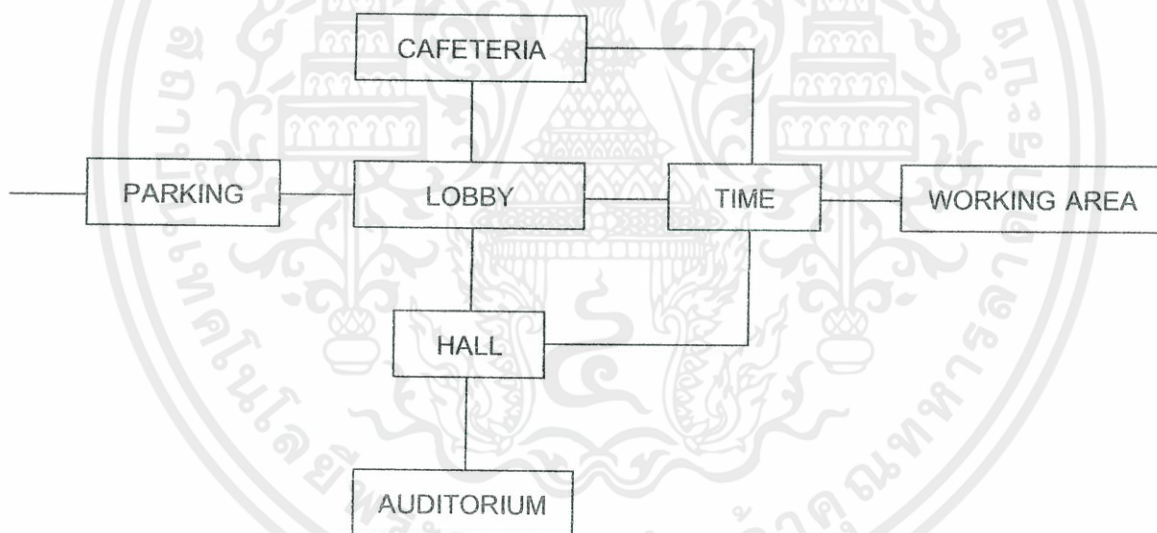 CAFETERIA
PARKING
LOBBY
TIME
WORKING AREA
HALL
AUDITORIUM